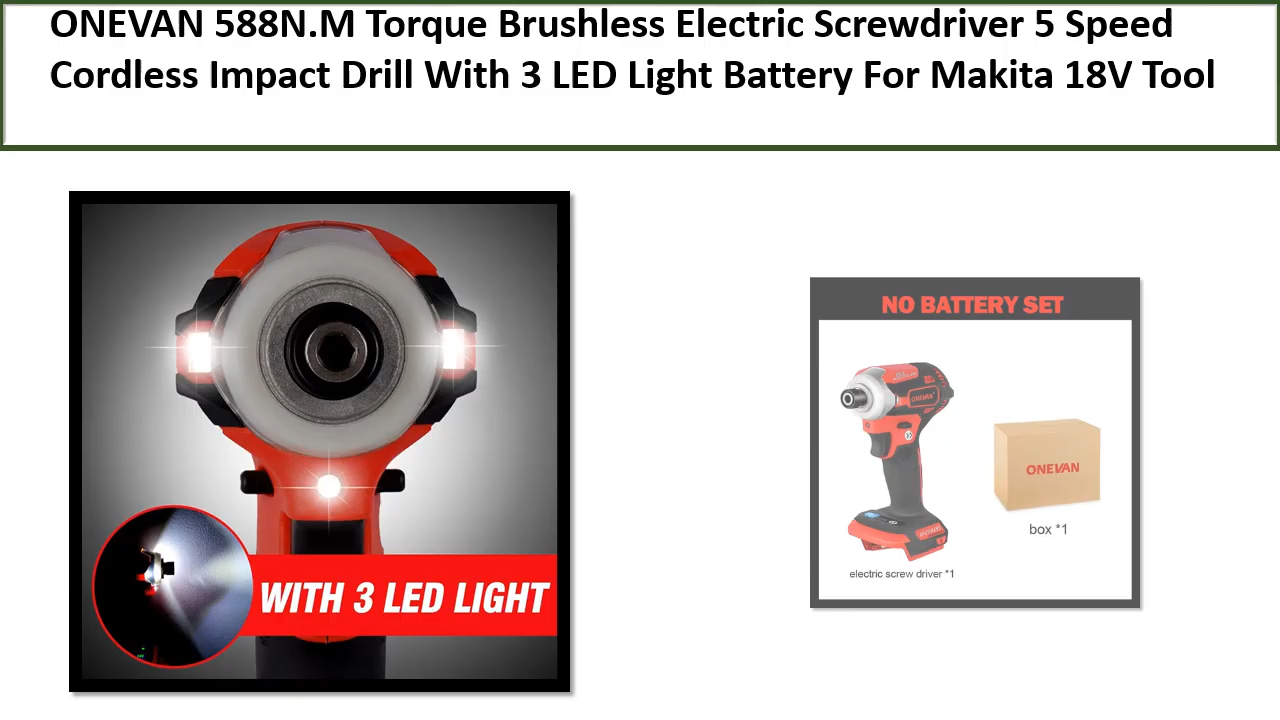 ONEVAN 588N.M Torque Brushless Electric Screwdriver 5 Speed
Cordless Impact Drill With 3 LED Light Battery For Makita 18V Tool
WITH 3 LED LIGHT
NO BATTERY SET
ONEVAN
ONEVAN
box *1
electric screw driver *1